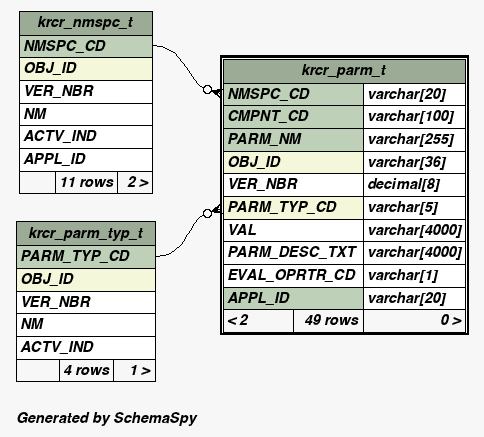 krcr_nmspc_t
NMSPC_CD
OBJ_ID
VER_NBR
NM
ACTV_IND
APPL_ID
11 rows 2 >
krcr_parm_t
NMSPC_CD varchar[20]
CMPNT_CD varchar[100]
PARM_NM varchar[255]
OBJ_ID varchar[36]
VER_NBR decimal[8]
PARM_TYP_CD varchar[5]
VAL varchar[4000]
PARM_DESC_TXT varchar[4000]
EVAL_OPRTR_CD varchar[1]
APPL_ID varchar[20]
< 2 49 rows 0 >
krcr_parm_typ_t
PARM_TYP_CD
OBJ_ID
VER_NBR
NM
ACTV_IND
4 rows 1 >
Generated by SchemaSpy